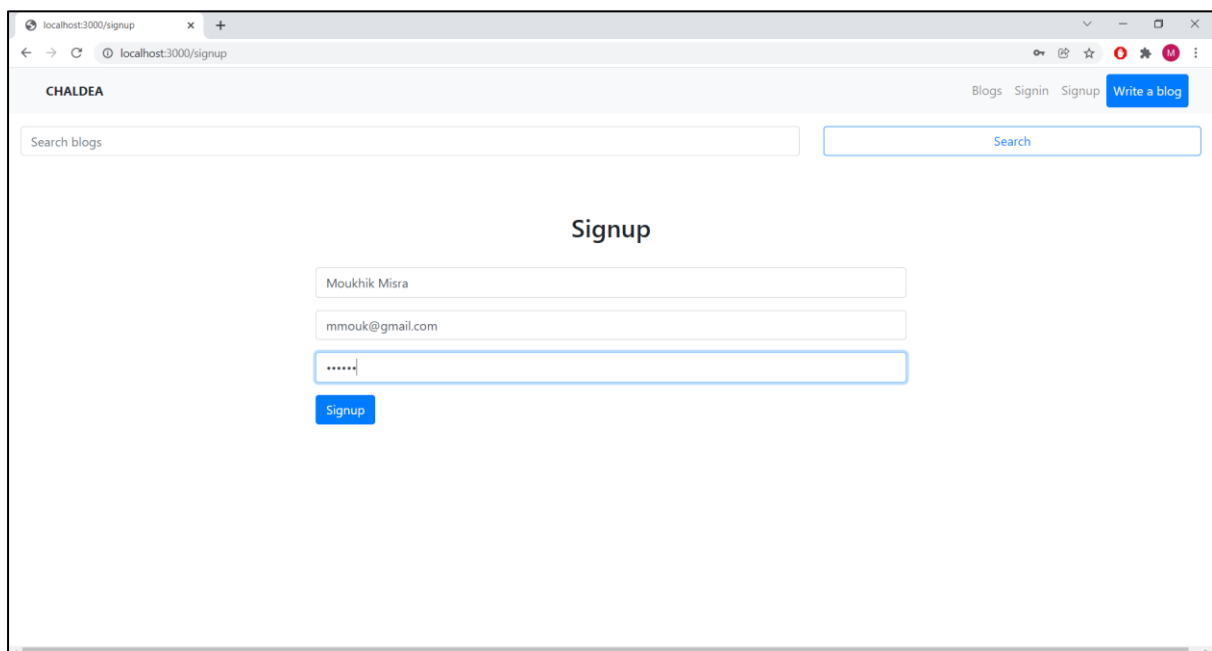 localhost:3000/signup
localhost:3000/signup
M
CHALDEA Blogs Signin Signup Write a blog
Search blogs Search
Signup
Moukhik Misra
mmouk@gmail.com
••••••
Signup